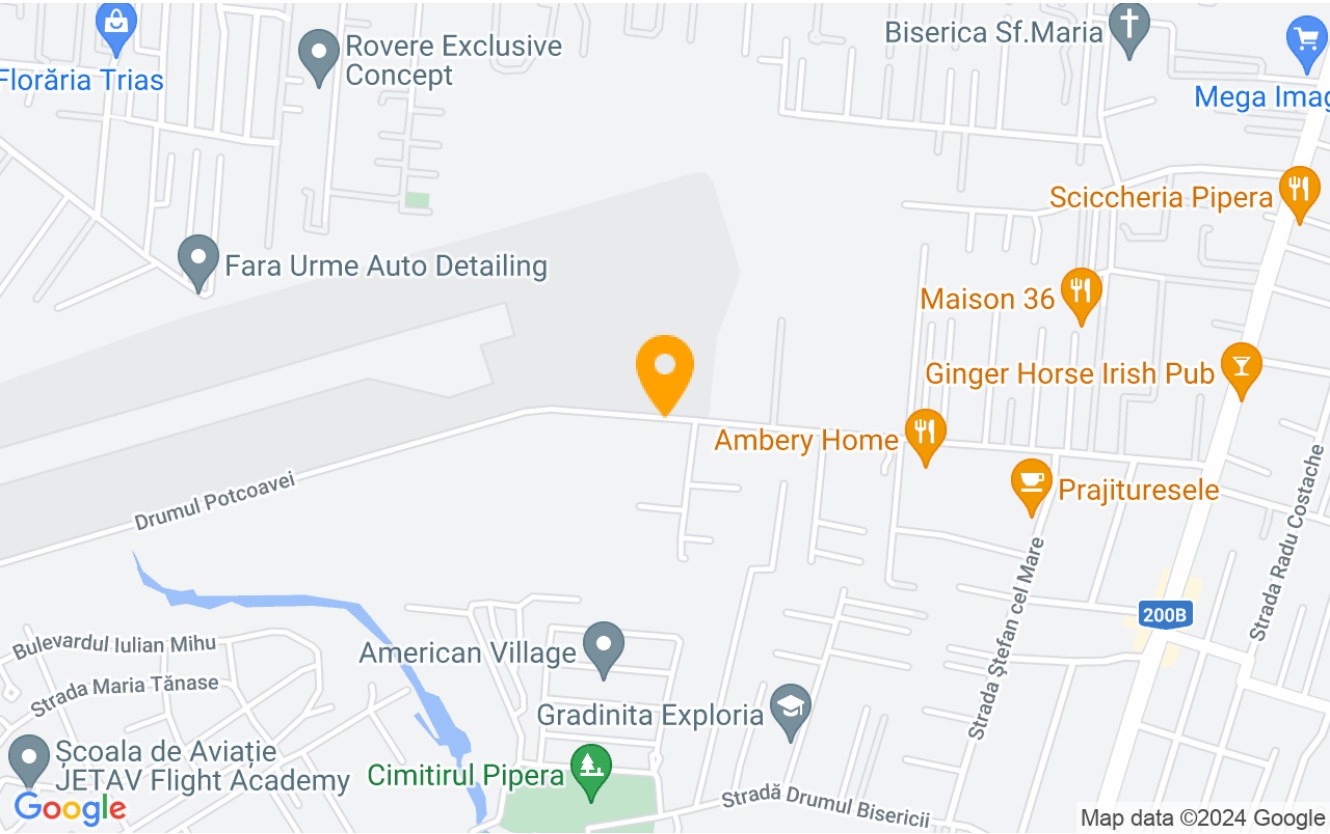 Biserica Sf.Maria
Rovere Exclusive
Concept
Florăria Trias
Mega Imag
Sciccheria Pipera
Fara Urme Auto Detailing
Maison 36
Ginger Horse Irish Pub
Ambery Home
Prajituresele
Drumul Potcoavei
Strada Radu Costache
Strada Ștefan cel Mare
200B
Bulevardul Iulian Mihu
American Village
Strada Maria Tănase
Gradinita Exploria
Școala de Aviație
JETAV Flight Academy
Cimitirul Pipera
Stradă Drumul Bisericii
Google
Map data ©2024 Google